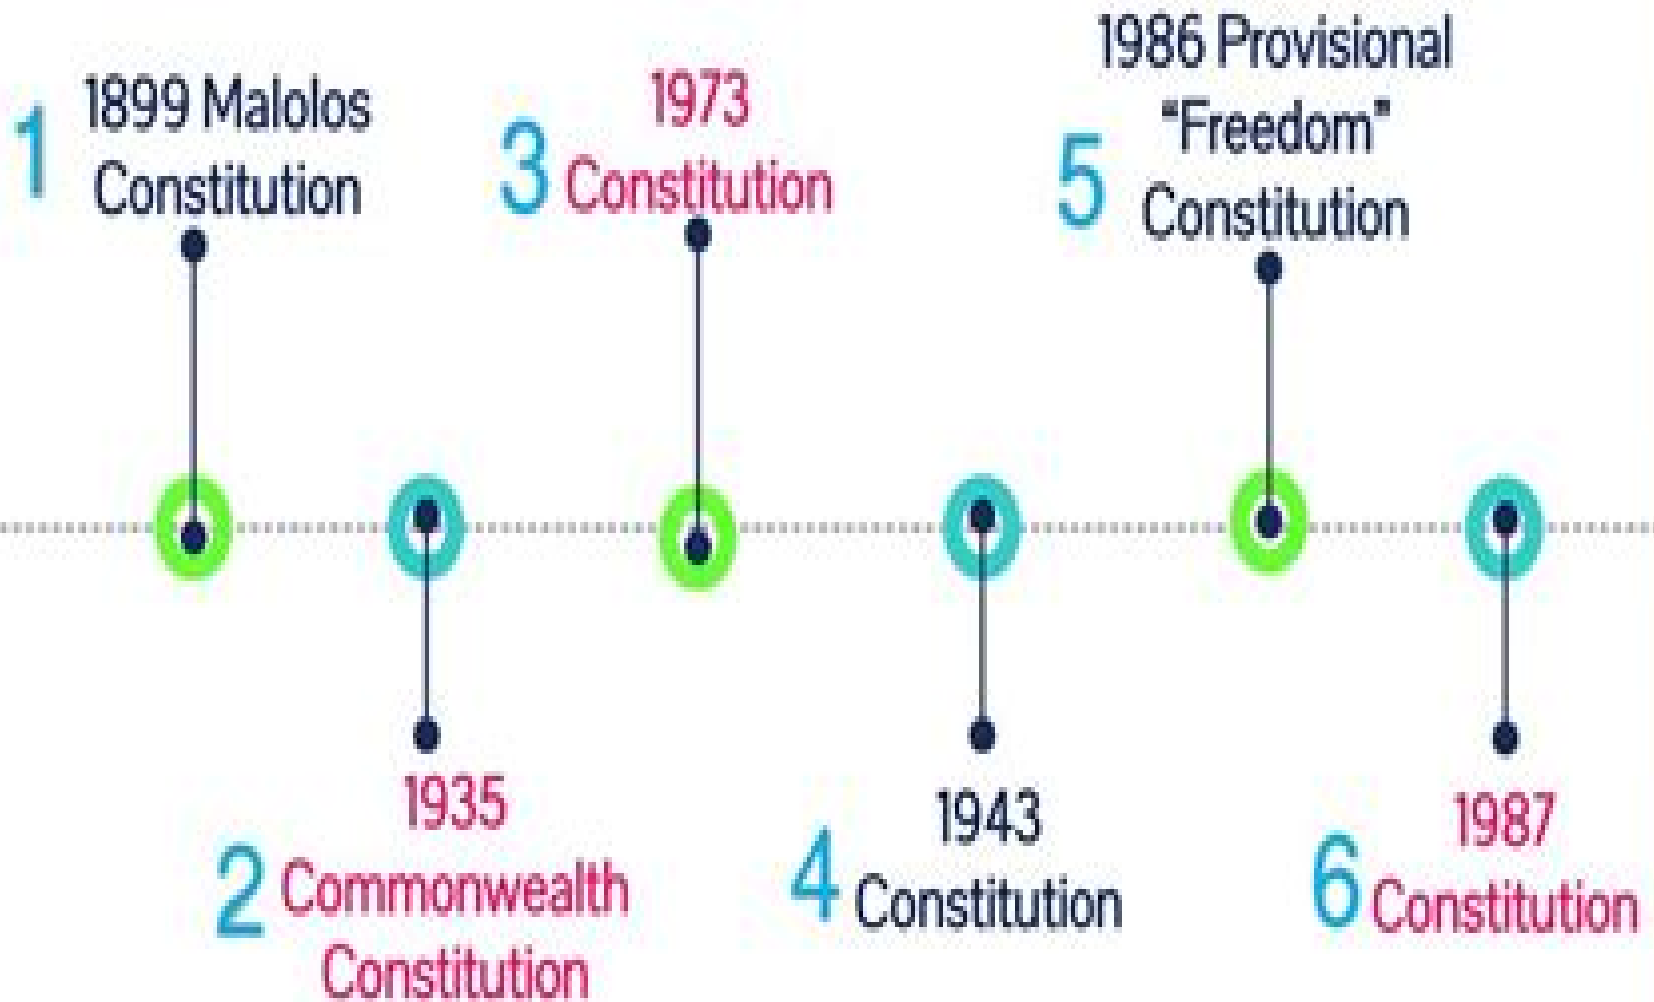 1
1899 Malolos
Constitution
2
1935
Commonwealth
Constitution
3
1973
Constitution
4
1943
Constitution
5
1986 Provisional
“Freedom”
Constitution
6
1987
Constitution